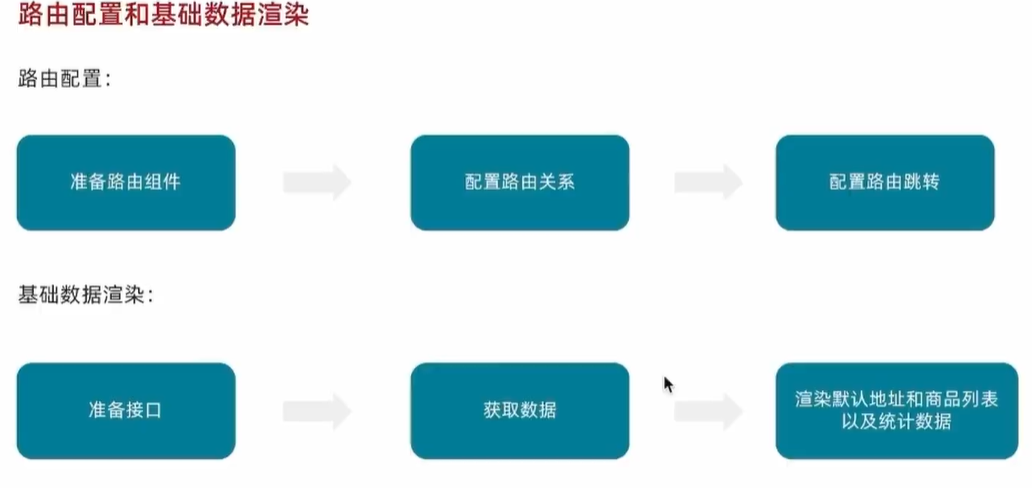 路由配置和基础数据渲染
路由配置：
准备路由组件
配置路由关系
配置路由跳转
基础数据渲染：
准备接口
获取数据
渲染默认地址和商品列表
以及统计数据